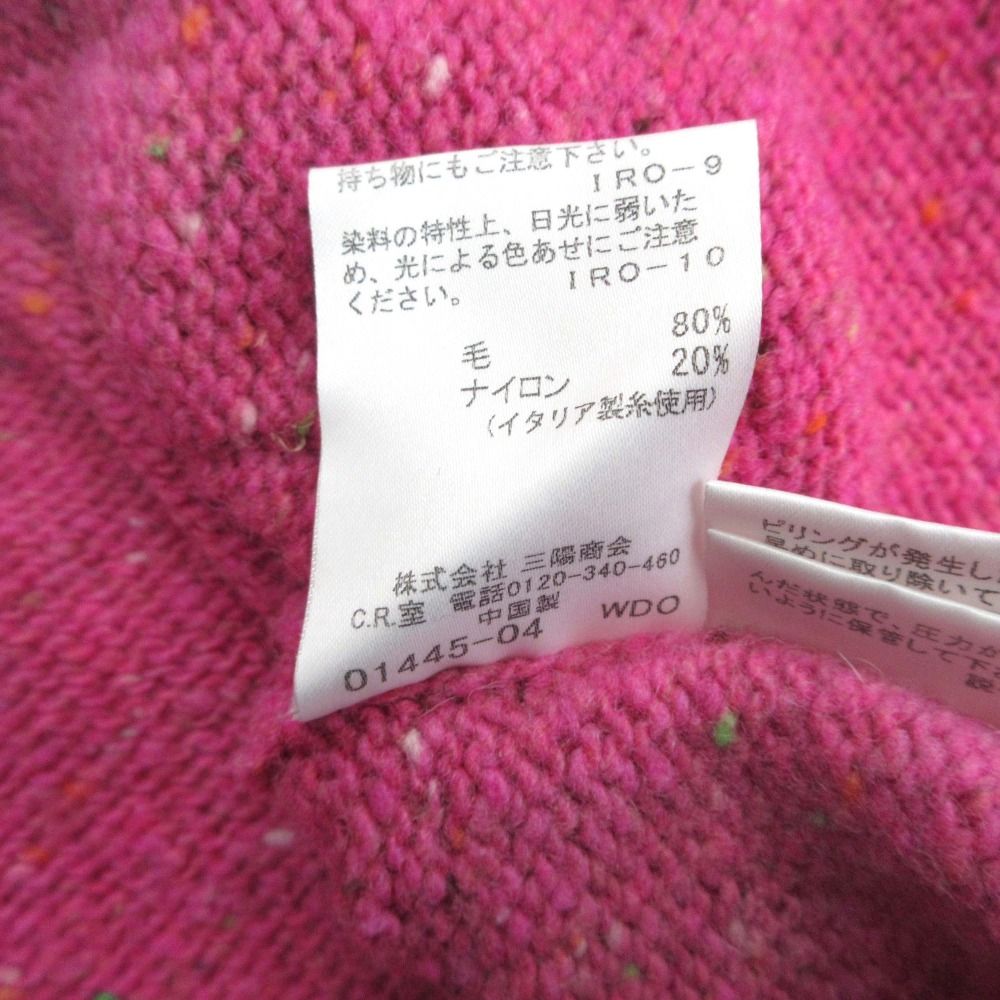 持ち物にもご注意下さい。
IRO-9
染料の特性上、日光に弱いた
め、光による色あせにご注意
ください。 IRO-10
毛 80%
ナイロン 20%
(イタリア製糸使用)
株式会社 三陽商会
C.R.室 電話0120-340-460
中国製
01445-04 WDO
ピリングが発生し
早めに取り除いて
んだ状態で、圧力が
いように保管して下